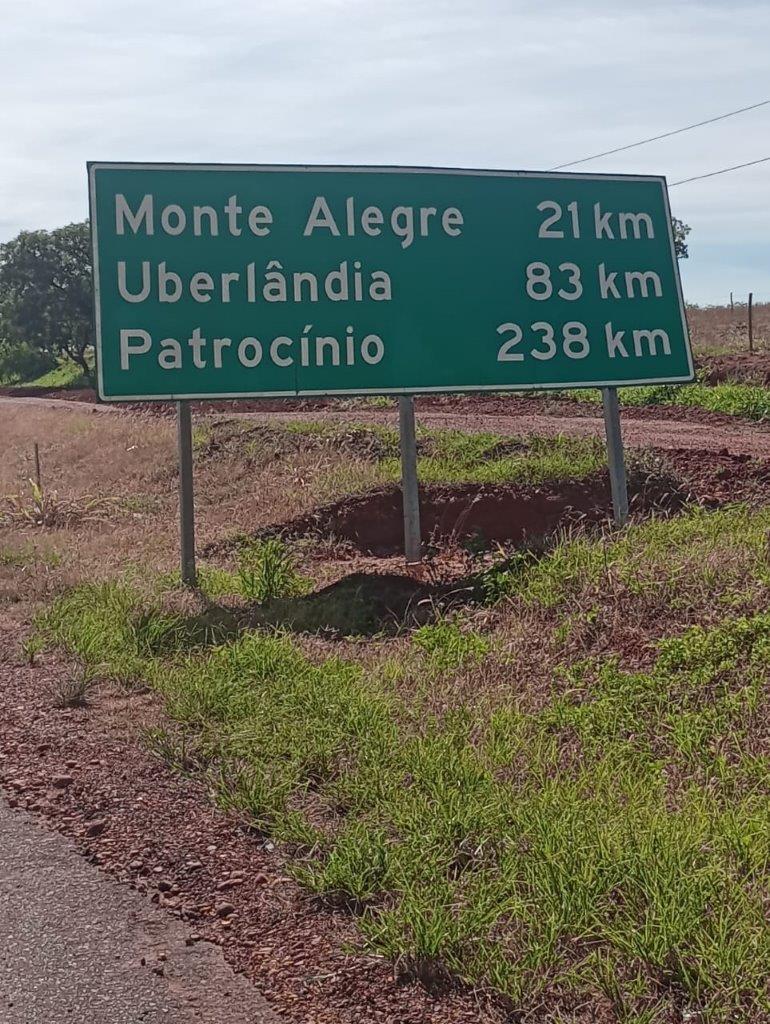 Monte Alegre 21 km
Uberlândia 83 km
Patrocínio 238 km